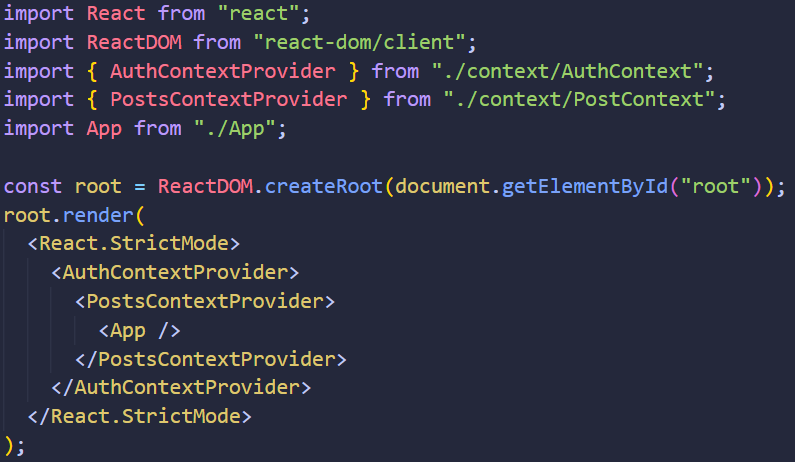 import React from "react";
import ReactDOM from "react-dom/client";
import { AuthContextProvider } from "./context/AuthContext";
import { PostsContextProvider } from "./context/PostContext";
import App from "./App";

const root = ReactDOM.createRoot(document.getElementById("root"));
root.render(
  <React.StrictMode>
    <AuthContextProvider>
      <PostsContextProvider>
        <App />
      </PostsContextProvider>
    </AuthContextProvider>
  </React.StrictMode>
);